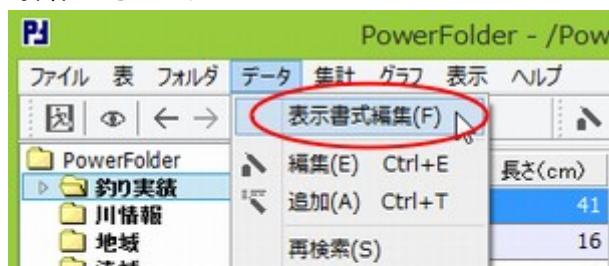 PowerFolder - /Pow
ファイル 表 フォルダ データ 集計 グラフ 表示 ヘルプ
表示書式編集(F)
PowerFolder
編集(E) Ctrl+E
長さ(cm)
釣り実績
追加(A) Ctrl+T
41
川情報
地域
再検索(S)
16